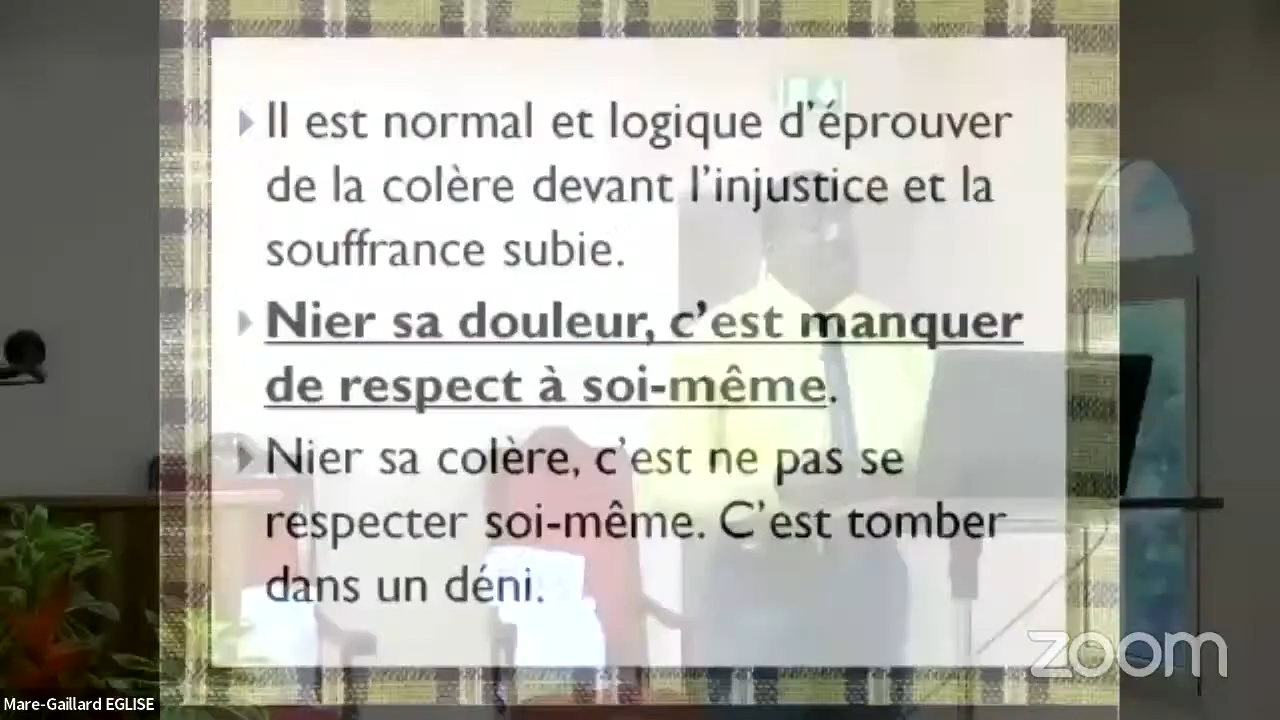 Il est normal et logique d'éprouver
de la colère devant l'injustice et la
souffrance subie.
Nier sa douleur, c'est manquer
de respect à soi-même.
Nier sa colère, c'est ne pas se
respecter soi-même. C'est tomber
dans un déni.
zoom
Mare-Gaillard EGLISE